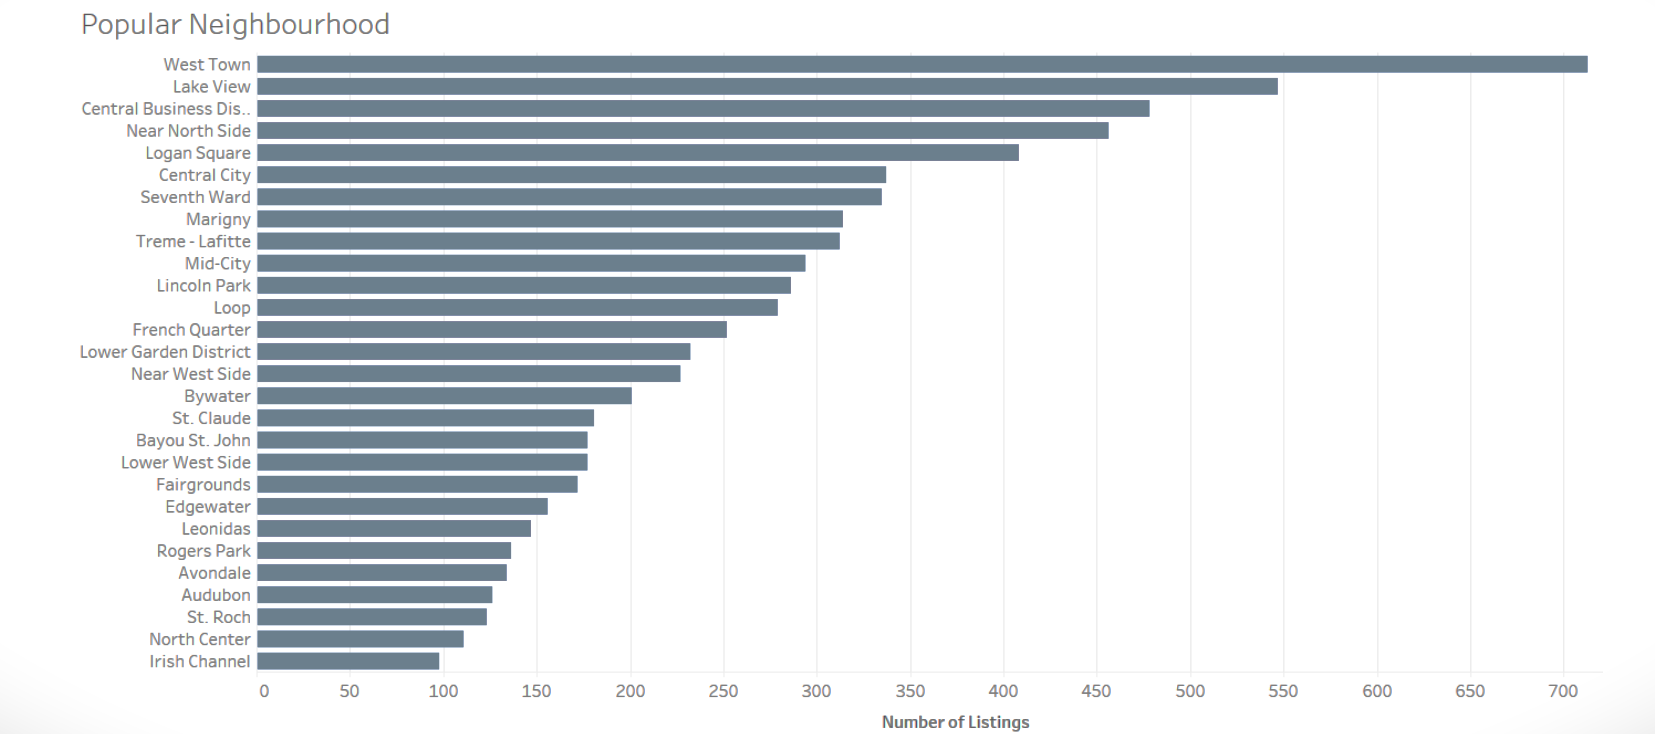 Popular Neighbourhood
West Town
Lake View
Central Business Dis..
Near North Side
Logan Square
Central City
Seventh Ward
Marigny
Treme - Lafitte
Mid-City
Lincoln Park
Loop
French Quarter
Lower Garden District
Near West Side
Bywater
St. Claude
Bayou St. John
Lower West Side
Fairgrounds
Edgewater
Leonidas
Rogers Park
Avondale
Audubon
St. Roch
North Center
Irish Channel
0 50 100 150 200 250 300 350 400 450 500 550 600 650 700
Number of Listings